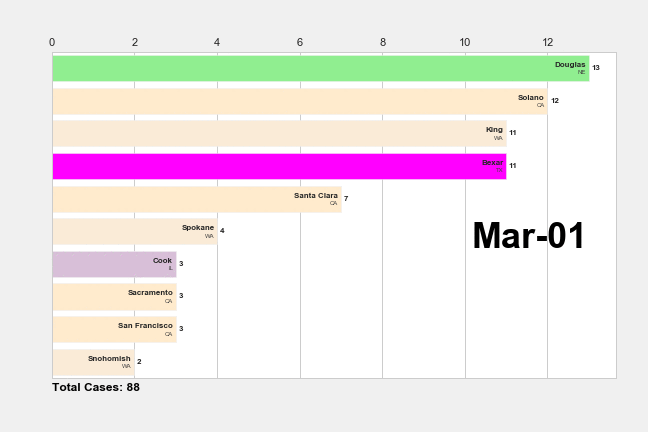 0 2 4 6 8 10 12
Douglas
NE
13
Solano
CA
12
King
WA
11
Bexar
TX
11
Santa Clara
CA
7
Spokane
WA
4
Mar-01
Cook
IL
3
Sacramento
CA
3
San Francisco
CA
3
Snohomish
WA
2
Total Cases: 88